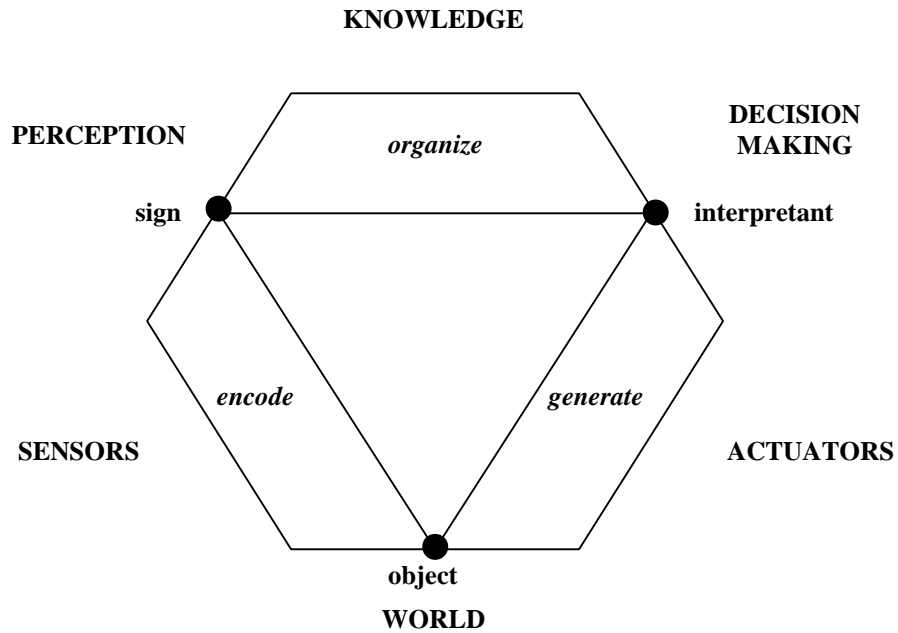 KNOWLEDGE
DECISION
MAKING
PERCEPTION
organize
sign
interpretant
encode
generate
SENSORS
ACTUATORS
object
WORLD